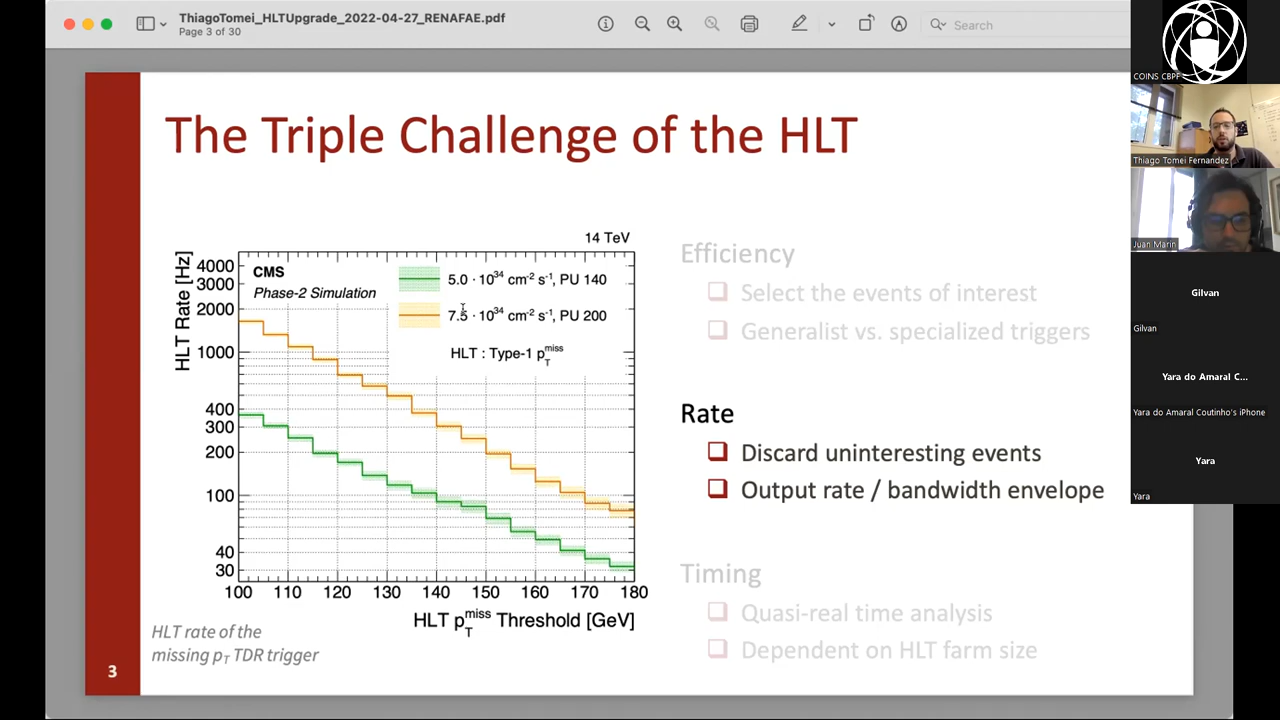 ThiagoTomei_HLTUpgrade_2022-04-27_RENAFAE.pdf
Page 3 of 30
Search
The Triple Challenge of the HLT
14 TeV
CMS
Phase-2 Simulation
5.0 · 10³⁴ cm⁻² s⁻¹, PU 140
7.5 · 10³⁴ cm⁻² s⁻¹, PU 200
HLT : Type-1 p_T^miss
HLT Rate [Hz]
4000
3000
2000
1000
400
300
200
100
40
30
100 110 120 130 140 150 160 170 180
HLT p_T^miss Threshold [GeV]
HLT rate of the
missing p_T TDR trigger
3
Efficiency
❑ Select the events of interest
❑ Generalist vs. specialized triggers
Rate
❑ Discard uninteresting events
❑ Output rate / bandwidth envelope
Timing
❑ Quasi-real time analysis
❑ Dependent on HLT farm size
COINS CBPF
Thiago Tomei Fernandez
Juan Marin
Gilvan
Gilvan
Yara do Amaral C...
Yara do Amaral Coutinho's iPhone
Yara
Yara